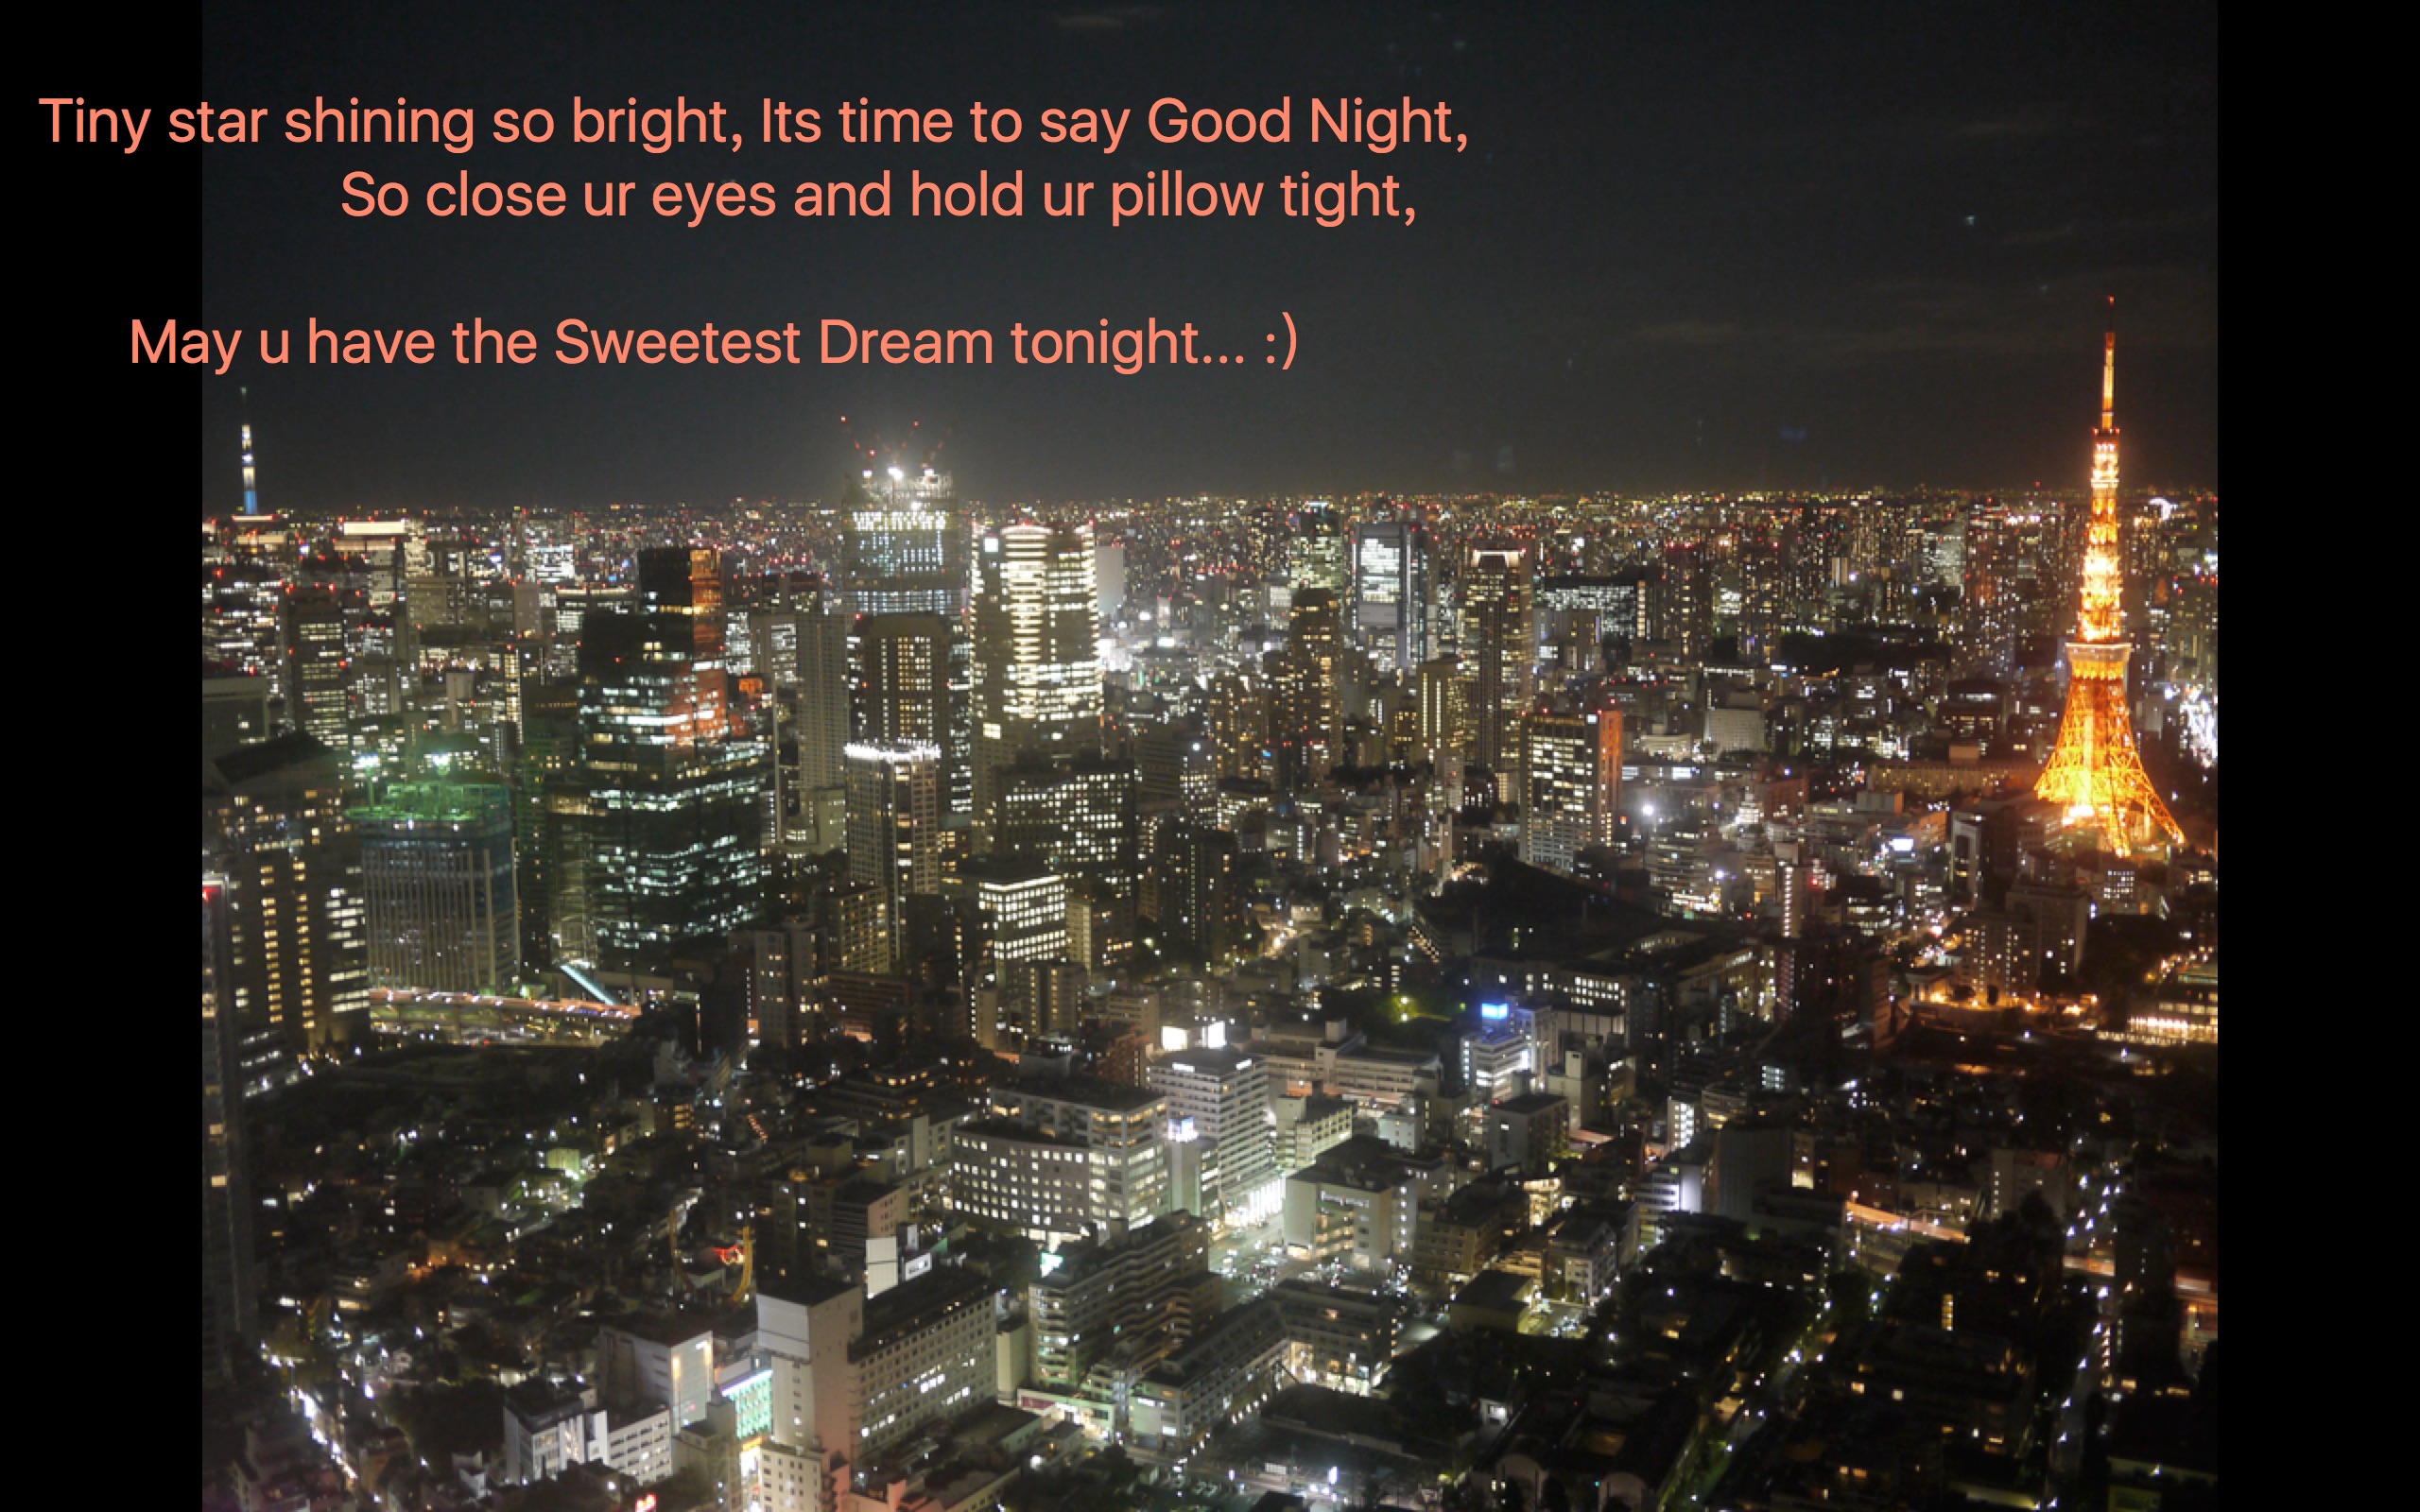 Tiny star shining so bright, Its time to say Good Night,
So close ur eyes and hold ur pillow tight,
May u have the Sweetest Dream tonight... :)